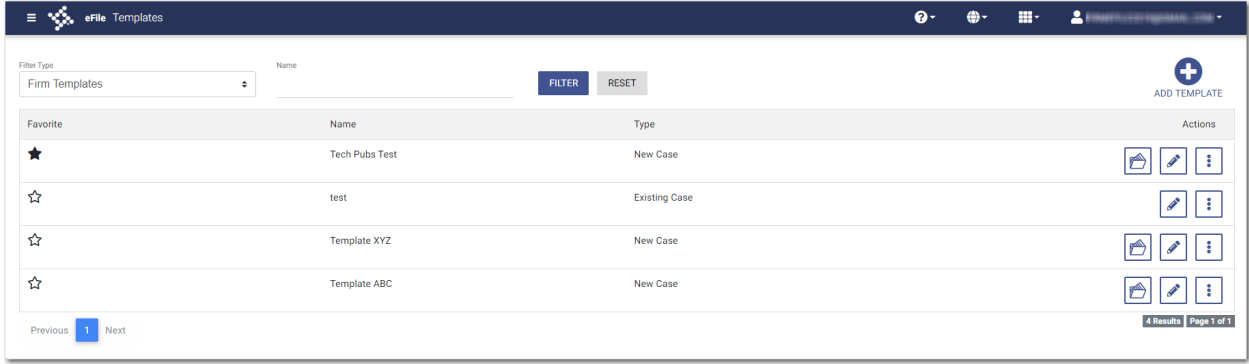 eFile Templates
Filter Type
Name
Firm Templates
FILTER RESET
ADD TEMPLATE
Favorite Name Type Actions
Tech Pubs Test New Case
test Existing Case
Template XYZ New Case
Template ABC New Case
Previous 1 Next
4 Results Page 1 of 1